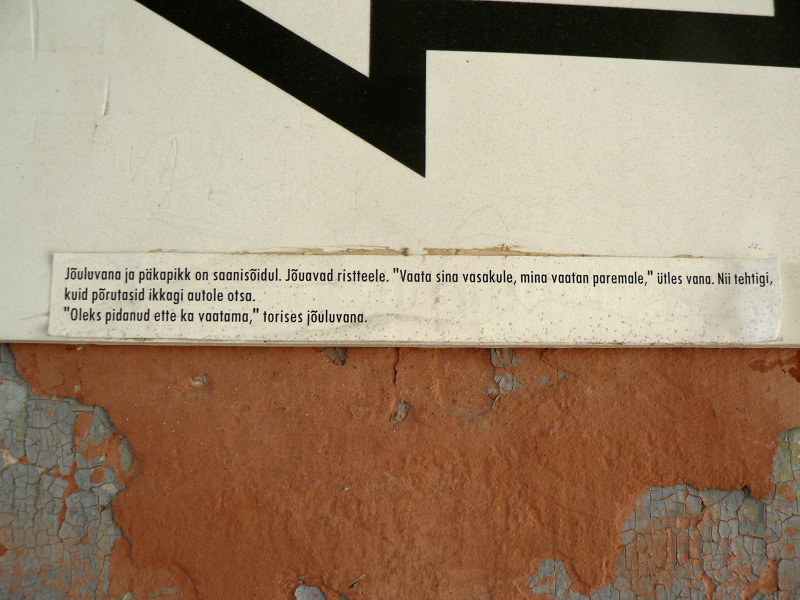 Jõuluvana ja päkapikk on saanisõidul. Jõuavad ristteele. "Vaata sina vasakule, mina vaatan paremale," ütles vana. Nii tehtigi,
kuid põrutasid ikkagi autole otsa.
"Oleks pidanud ette ka vaatama," torises jõuluvana.